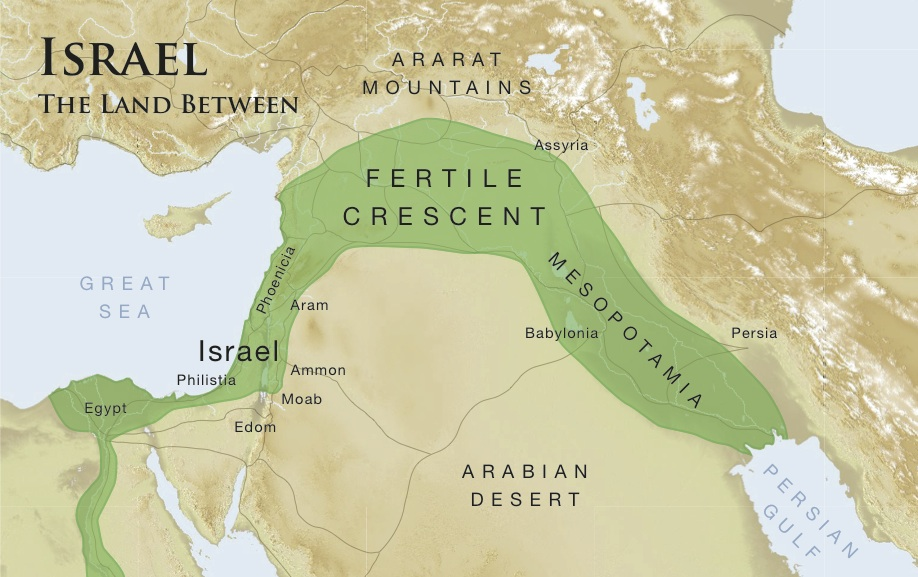 ISRAEL
THE LAND BETWEEN
ARARAT
MOUNTAINS
Assyria
FERTILE
CRESCENT
GREAT
SEA
Phoenicia
Aram
MESOPOTAMIA
Babylonia
Persia
Israel
Philistia
Ammon
Moab
Egypt
Edom
ARABIAN
DESERT
PERSIAN
GULF